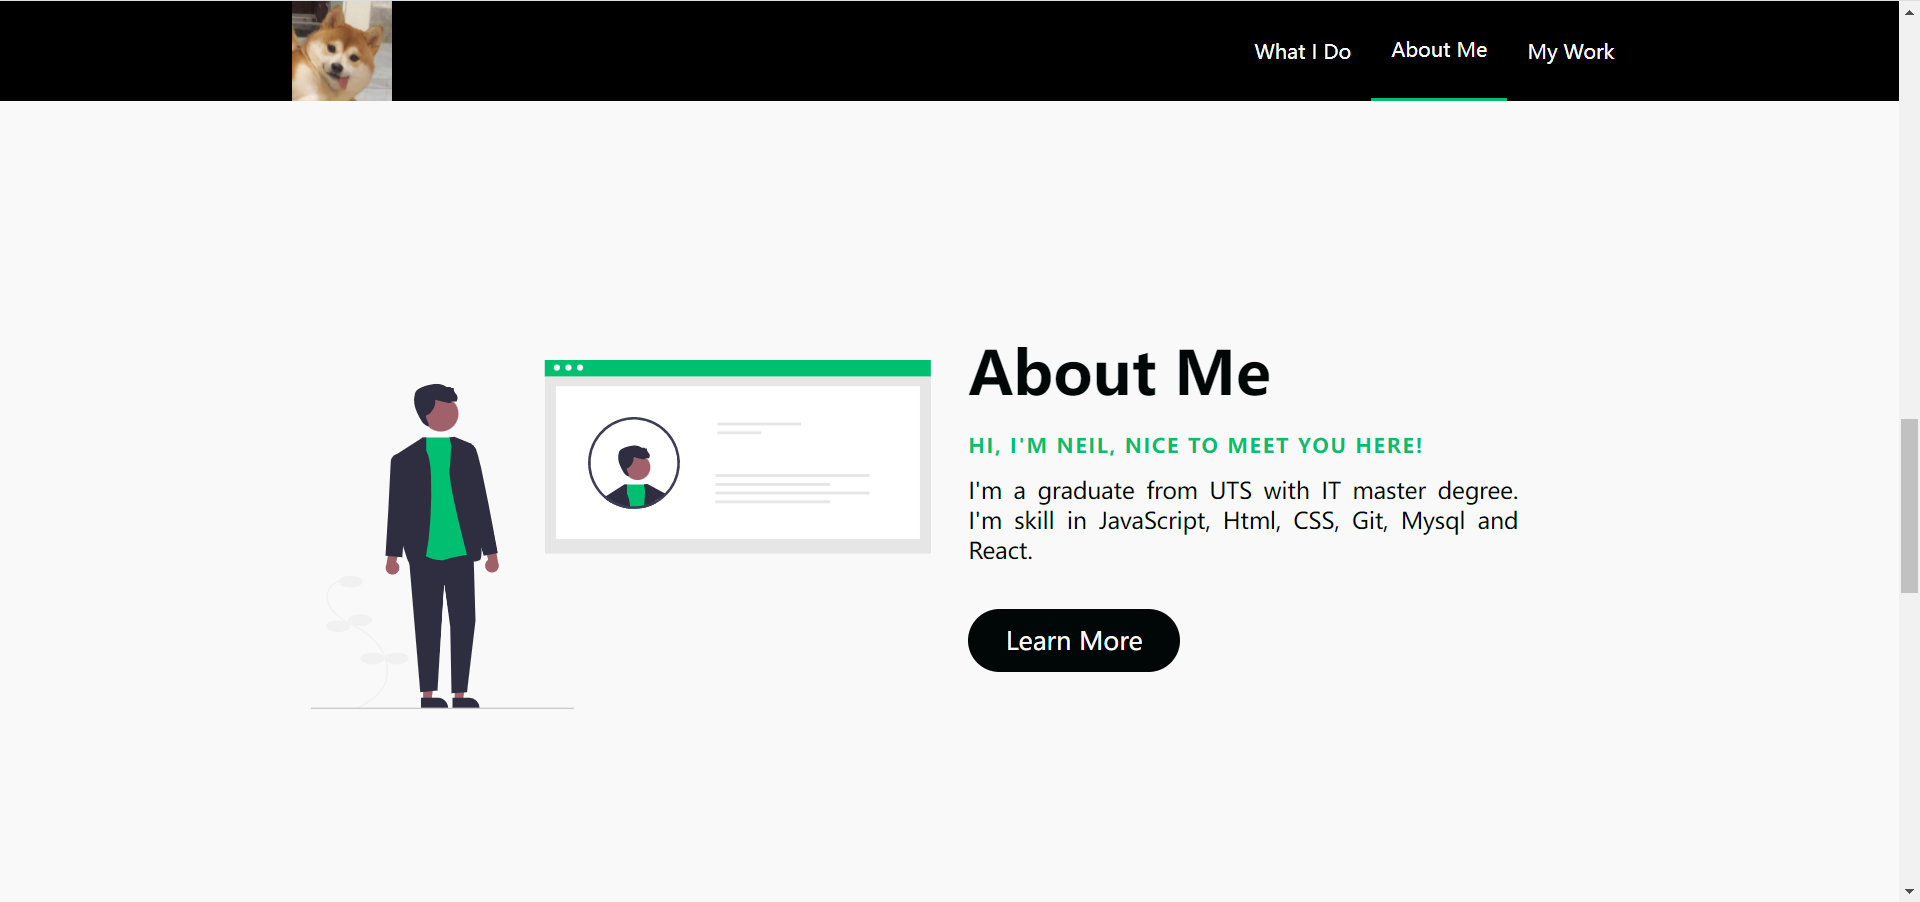 What I Do
About Me
My Work
About Me
HI, I'M NEIL, NICE TO MEET YOU HERE!
I'm a graduate from UTS with IT master degree.
I'm skill in JavaScript, Html, CSS, Git, Mysql and
React.
Learn More